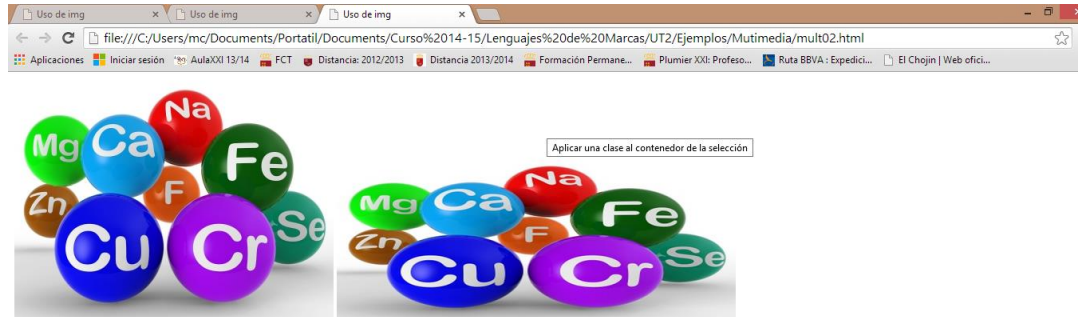 Uso de img
Uso de img
Uso de img
file:///C:/Users/mc/Documents/Portatil/Documents/Curso%2014-15/Lenguajes%20de%20Marcas/UT2/Ejemplos/Mutimedia/mult02.html
Aplicaciones Iniciar sesión AulaXXI 13/14 FCT Distancia: 2012/2013 Distancia 2013/2014 Formación Permane... Plumier XXI: Profeso... Ruta BBVA : Expedici... El Chojin | Web ofici...
Aplicar una clase al contenedor de la selección
Na
Mg Ca
Fe
Zn F
Se
Cu Cr
Na
Mg Ca
Fe
Zn F
Se
Cu Cr